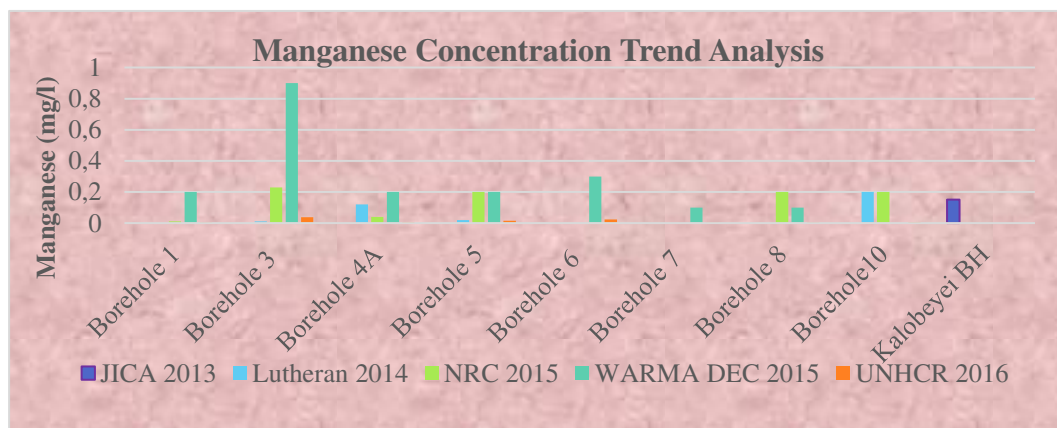 Manganese Concentration Trend Analysis
Manganese (mg/l)
1
0,8
0,6
0,4
0,2
0
Borehole 1
Borehole 3
Borehole 4A
Borehole 5
Borehole 6
Borehole 7
Borehole 8
Borehole10
Kalobeyei BH
JICA 2013 Lutheran 2014 NRC 2015 WARMA DEC 2015 UNHCR 2016